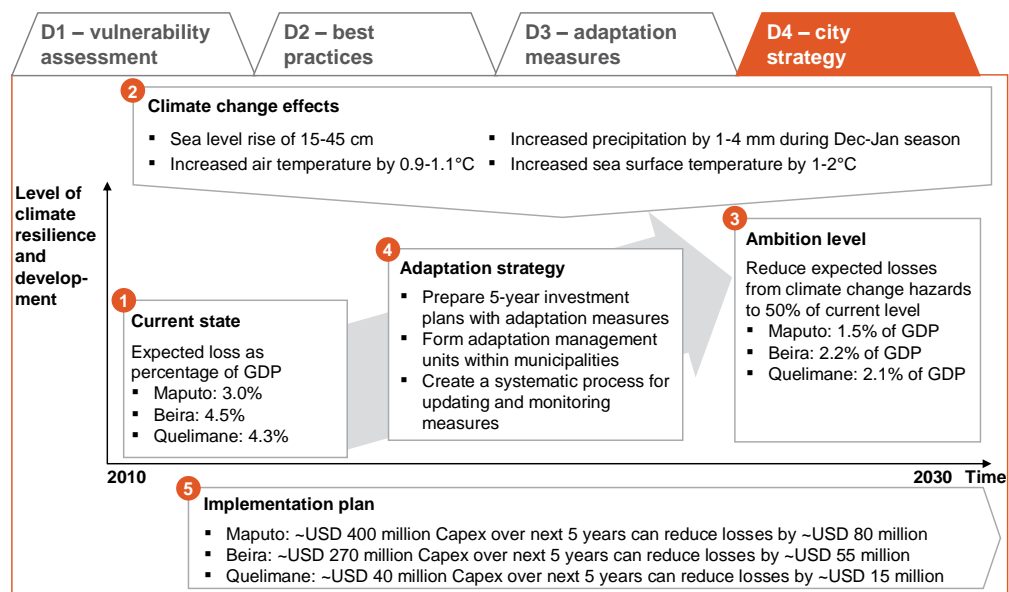 D1 – vulnerability
assessment
D2 – best
practices
D3 – adaptation
measures
D4 – city
strategy
2
Climate change effects
▪ Sea level rise of 15-45 cm
▪ Increased air temperature by 0.9-1.1°C
▪ Increased precipitation by 1-4 mm during Dec-Jan season
▪ Increased sea surface temperature by 1-2°C
Level of
climate
resilience
and
develop-
ment
1
Current state
Expected loss as
percentage of GDP
▪ Maputo: 3.0%
▪ Beira: 4.5%
▪ Quelimane: 4.3%
4
Adaptation strategy
▪ Prepare 5-year investment
plans with adaptation measures
▪ Form adaptation management
units within municipalities
▪ Create a systematic process for
updating and monitoring
measures
3
Ambition level
Reduce expected losses
from climate change hazards
to 50% of current level
▪ Maputo: 1.5% of GDP
▪ Beira: 2.2% of GDP
▪ Quelimane: 2.1% of GDP
2010
2030 Time
5
Implementation plan
▪ Maputo: ~USD 400 million Capex over next 5 years can reduce losses by ~USD 80 million
▪ Beira: ~USD 270 million Capex over next 5 years can reduce losses by ~USD 55 million
▪ Quelimane: ~USD 40 million Capex over next 5 years can reduce losses by ~USD 15 million